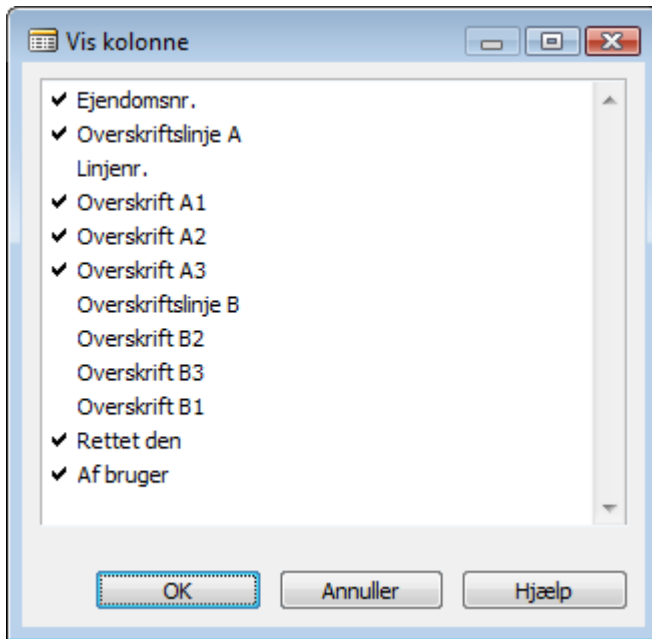 Vis kolonne
Ejendomsnr.
Overskriftslinje A
Linjenr.
Overskrift A1
Overskrift A2
Overskrift A3
Overskriftslinje B
Overskrift B2
Overskrift B3
Overskrift B1
Rettet den
Af bruger
OK Annuller Hjælp